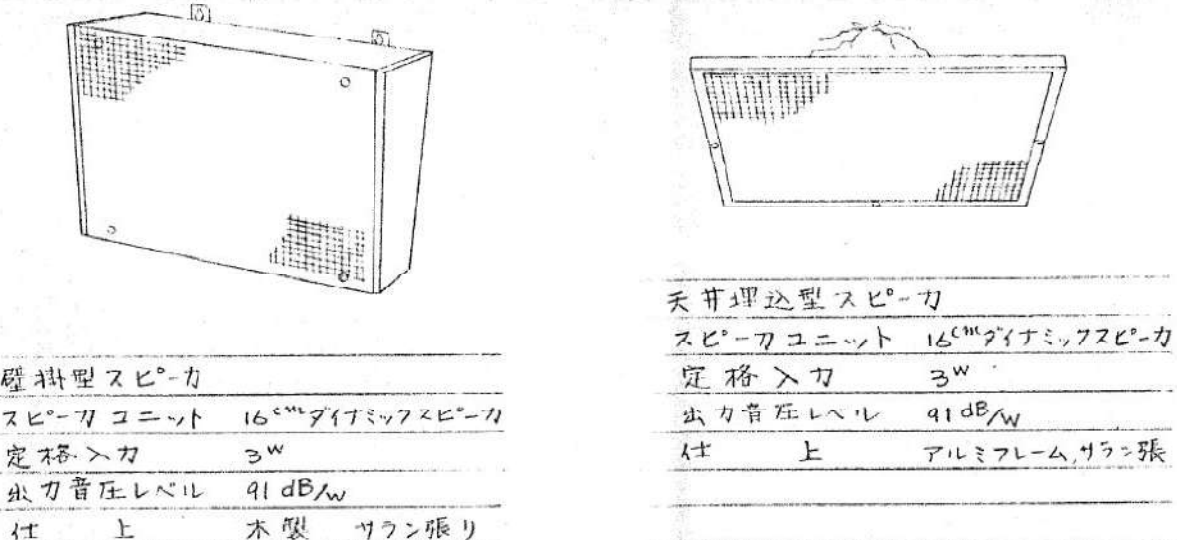 壁掛型スピーカ
スピーカユニット 16cmダイナミックスピーカ
定格入力 3W
出力音圧レベル 91 dB/W
仕上 木製 サラン張り
天井埋込型スピーカ
スピーカユニット 16cmダイナミックスピーカ
定格入力 3W
出力音圧レベル 91 dB/W
仕上 アルミフレーム,サラン張